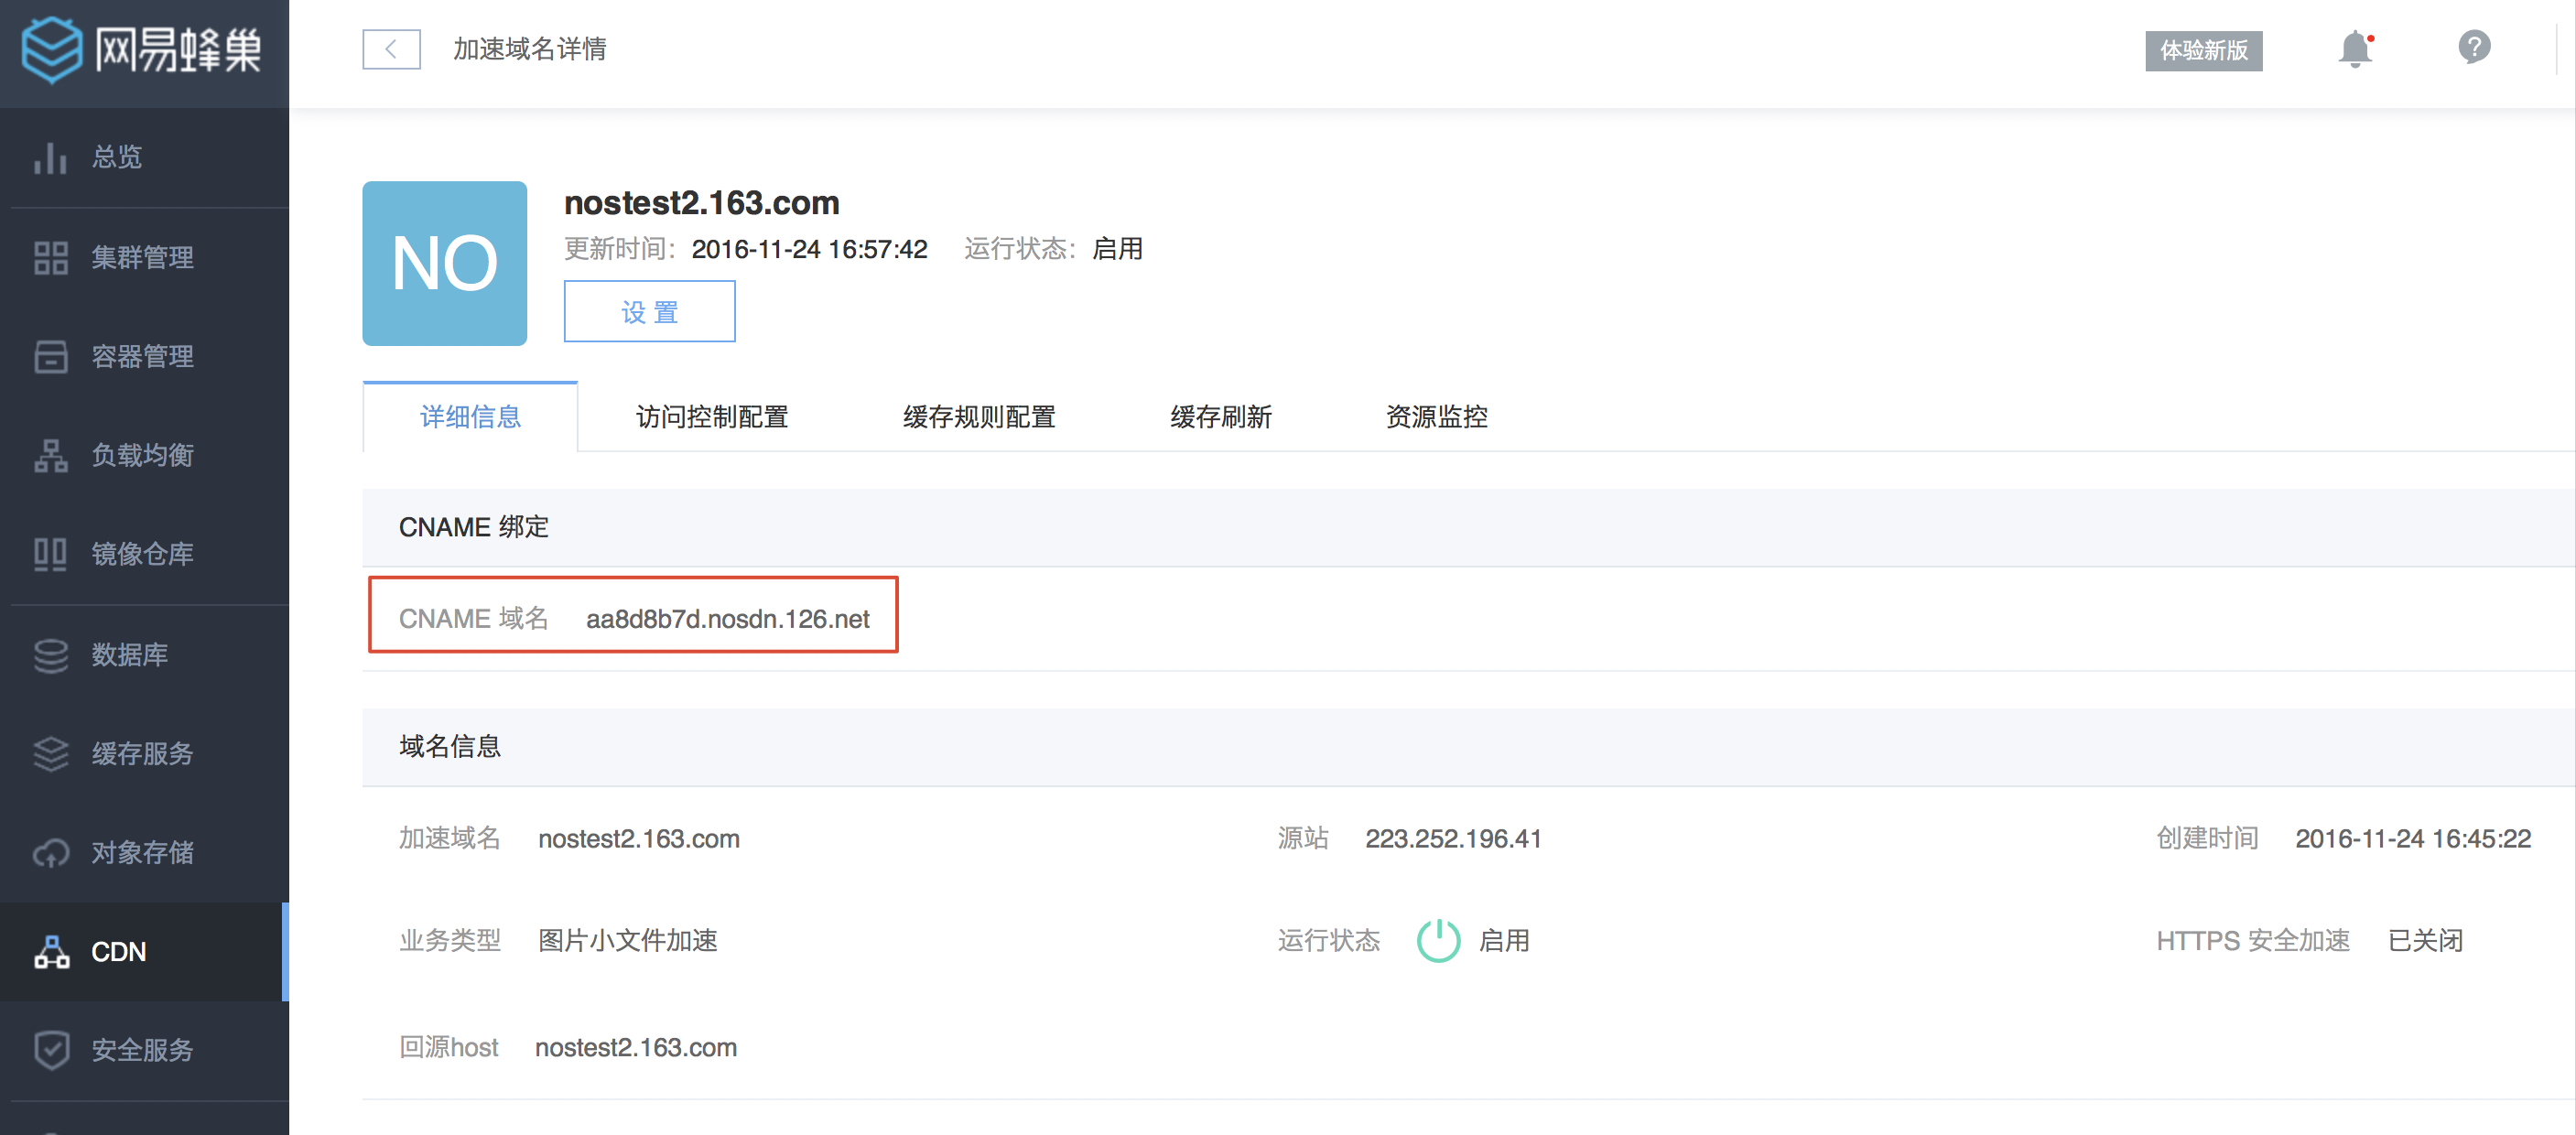 网易蜂巢
加速域名详情
体验新版
总览
集群管理
容器管理
负载均衡
镜像仓库
数据库
缓存服务
对象存储
CDN
安全服务
NO
nostest2.163.com
更新时间： 2016-11-24 16:57:42 运行状态： 启用
设 置
详细信息 访问控制配置 缓存规则配置 缓存刷新 资源监控
CNAME 绑定
CNAME 域名 aa8d8b7d.nosdn.126.net
域名信息
加速域名 nostest2.163.com 源站 223.252.196.41 创建时间 2016-11-24 16:45:22
业务类型 图片小文件加速 运行状态 启用 HTTPS 安全加速 已关闭
回源host nostest2.163.com